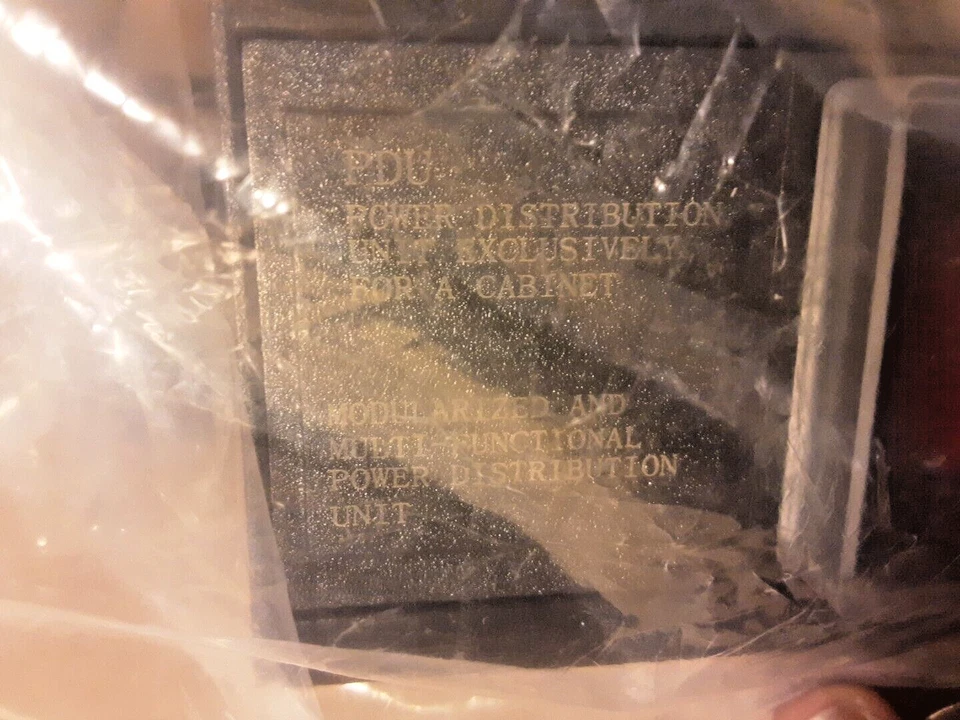 PDU
POWER DISTRIBUTION
UNIT EXCLUSIVELY
FOR A CABINET
MODULARIZED AND
MULTI-FUNCTIONAL
POWER DISTRIBUTION
UNIT